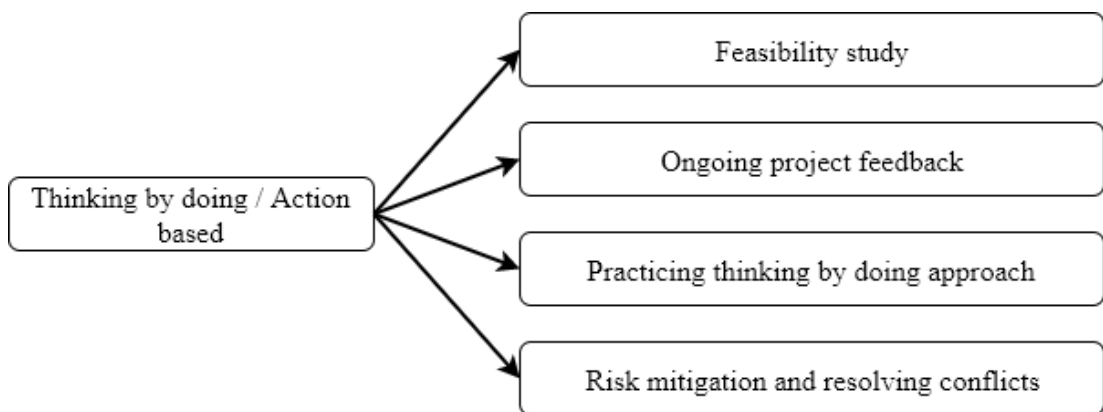 Feasibility study
Ongoing project feedback
Thinking by doing / Action
based
Practicing thinking by doing approach
Risk mitigation and resolving conflicts